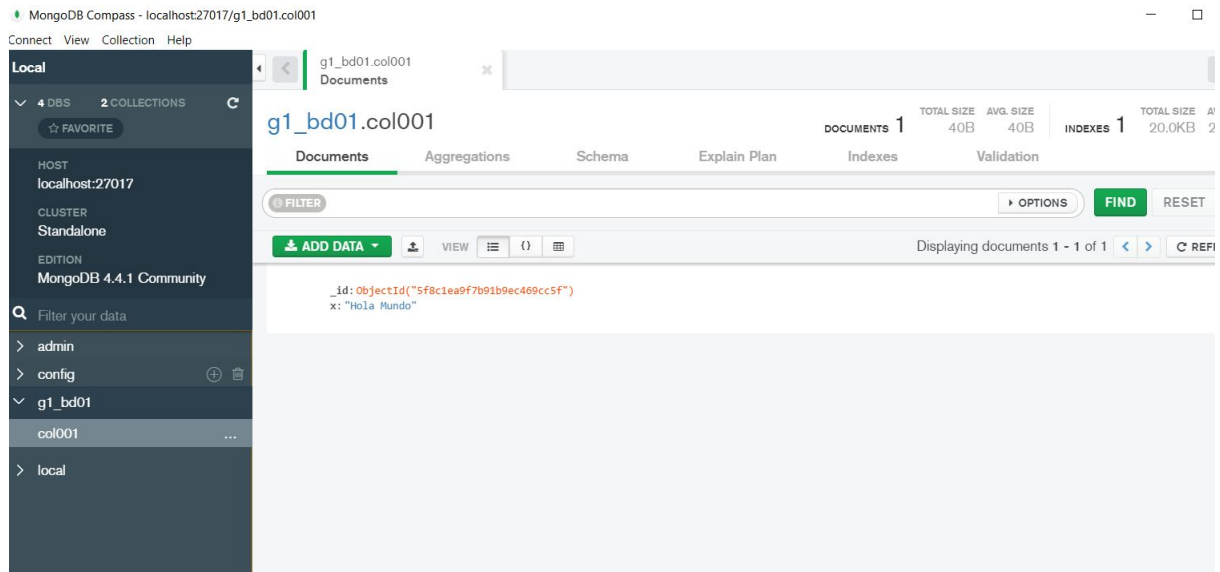 MongoDB Compass - localhost:27017/g1_bd01.col001
Connect View Collection Help
Local
4 DBS 2 COLLECTIONS
FAVORITE
HOST
localhost:27017
CLUSTER
Standalone
EDITION
MongoDB 4.4.1 Community
Filter your data
admin
config
g1_bd01
col001
...
local
g1_bd01.col001
Documents
g1_bd01.col001
DOCUMENTS 1
TOTAL SIZE AVG. SIZE
40B 40B
INDEXES 1
TOTAL SIZE
20.0KB
Documents Aggregations Schema Explain Plan Indexes Validation
FILTER
OPTIONS
FIND
RESET
ADD DATA
VIEW
{}
Displaying documents 1 - 1 of 1
_id: ObjectId("5f8c1ea9f7b91b9ec469cc5f")
x: "Hola Mundo"